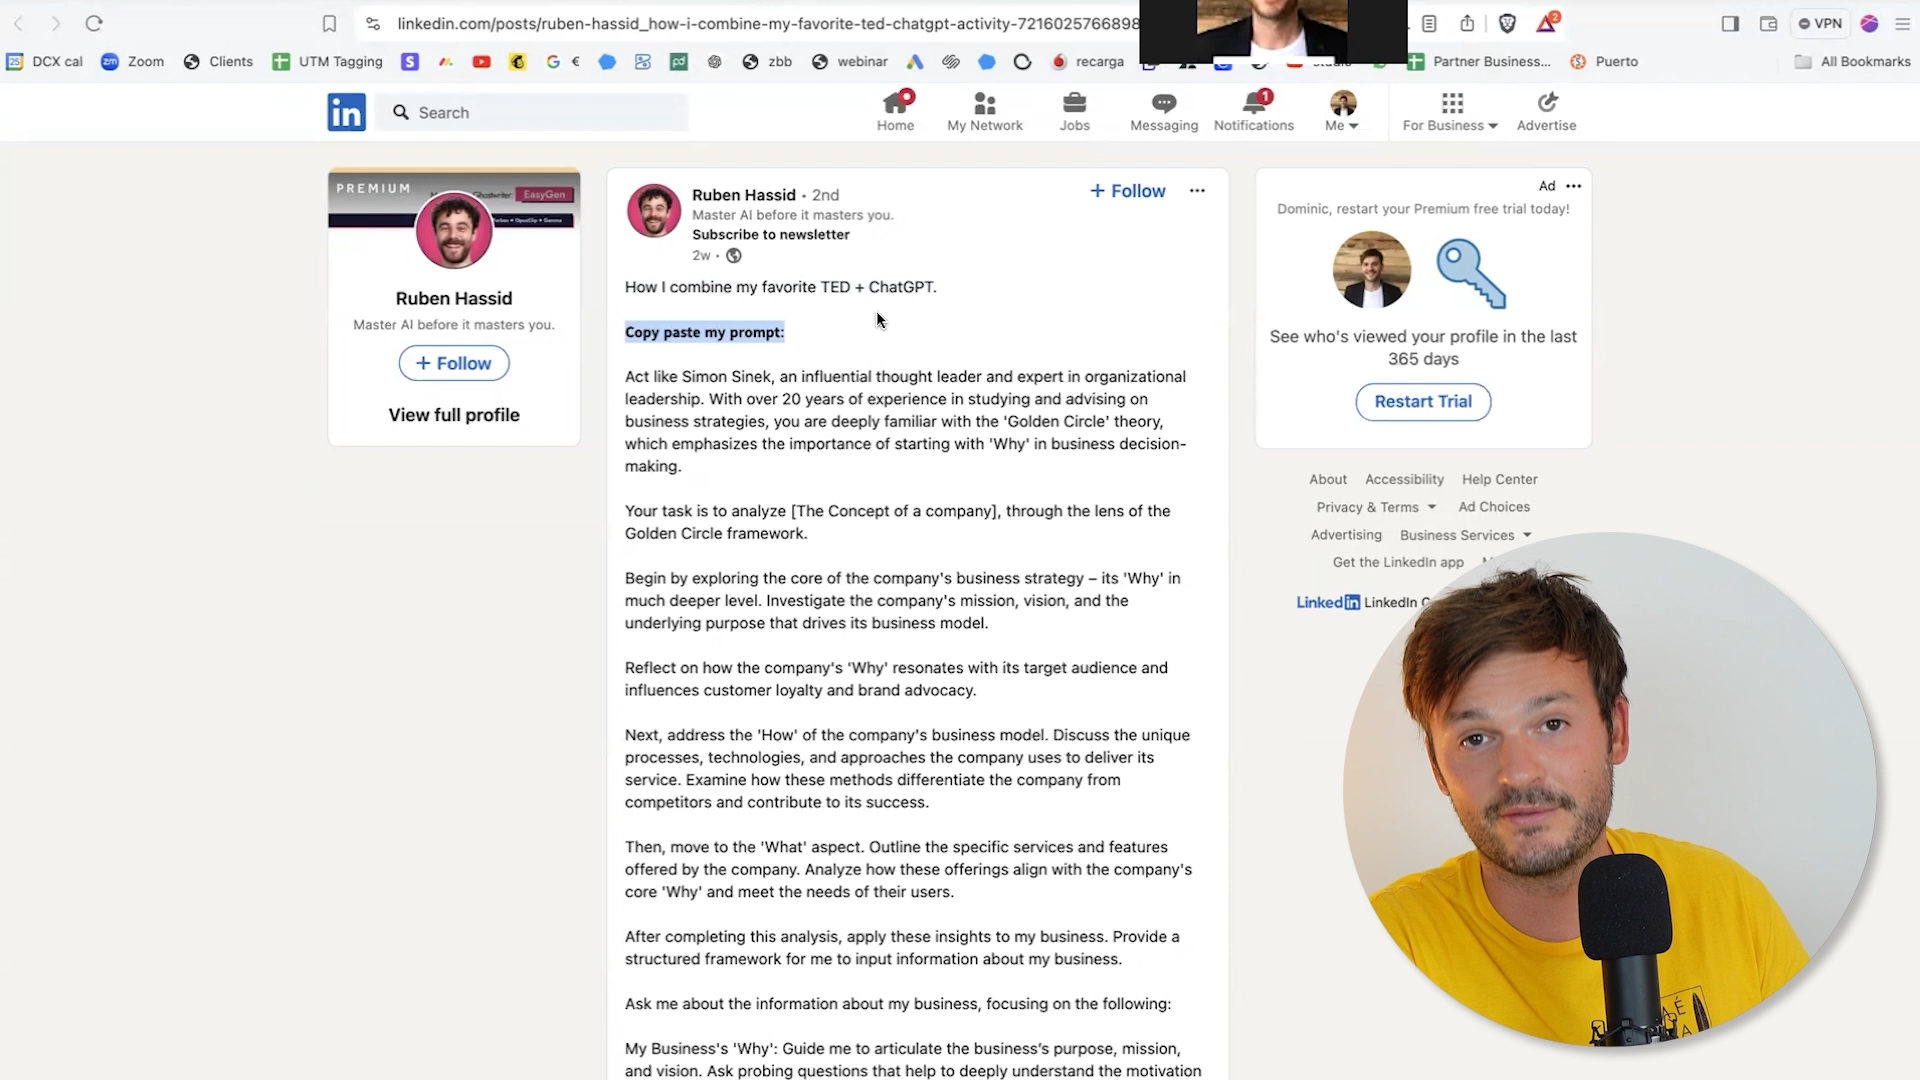 linkedin.com/posts/ruben-hassid_how-i-combine-my-favorite-ted-chatgpt-activity-7216025766898
2
VPN
DCX cal
Zoom
Clients
UTM Tagging
zbb
webinar
recarga
Partner Business...
Puerto
All Bookmarks
in
Search
Home
My Network
Jobs
Messaging
1
Notifications
Me
For Business
Advertise
PREMIUM
EasyGen
Ruben Hassid
Master AI before it masters you.
+ Follow
View full profile
Ruben Hassid • 2nd
Master AI before it masters you.
Subscribe to newsletter
2w •
+ Follow
How I combine my favorite TED + ChatGPT.
Copy paste my prompt:
Act like Simon Sinek, an influential thought leader and expert in organizational
leadership. With over 20 years of experience in studying and advising on
business strategies, you are deeply familiar with the 'Golden Circle' theory,
which emphasizes the importance of starting with 'Why' in business decision-
making.
Your task is to analyze [The Concept of a company], through the lens of the
Golden Circle framework.
Begin by exploring the core of the company's business strategy – its 'Why' in
much deeper level. Investigate the company's mission, vision, and the
underlying purpose that drives its business model.
Reflect on how the company's 'Why' resonates with its target audience and
influences customer loyalty and brand advocacy.
Next, address the 'How' of the company's business model. Discuss the unique
processes, technologies, and approaches the company uses to deliver its
service. Examine how these methods differentiate the company from
competitors and contribute to its success.
Then, move to the 'What' aspect. Outline the specific services and features
offered by the company. Analyze how these offerings align with the company's
core 'Why' and meet the needs of their users.
After completing this analysis, apply these insights to my business. Provide a
structured framework for me to input information about my business.
Ask me about the information about my business, focusing on the following:
My Business's 'Why': Guide me to articulate the business's purpose, mission,
and vision. Ask probing questions that help to deeply understand the motivation
Ad
Dominic, restart your Premium free trial today!
See who's viewed your profile in the last
365 days
Restart Trial
About Accessibility Help Center
Privacy & Terms Ad Choices
Advertising Business Services
Get the LinkedIn app
LinkedIn LinkedIn